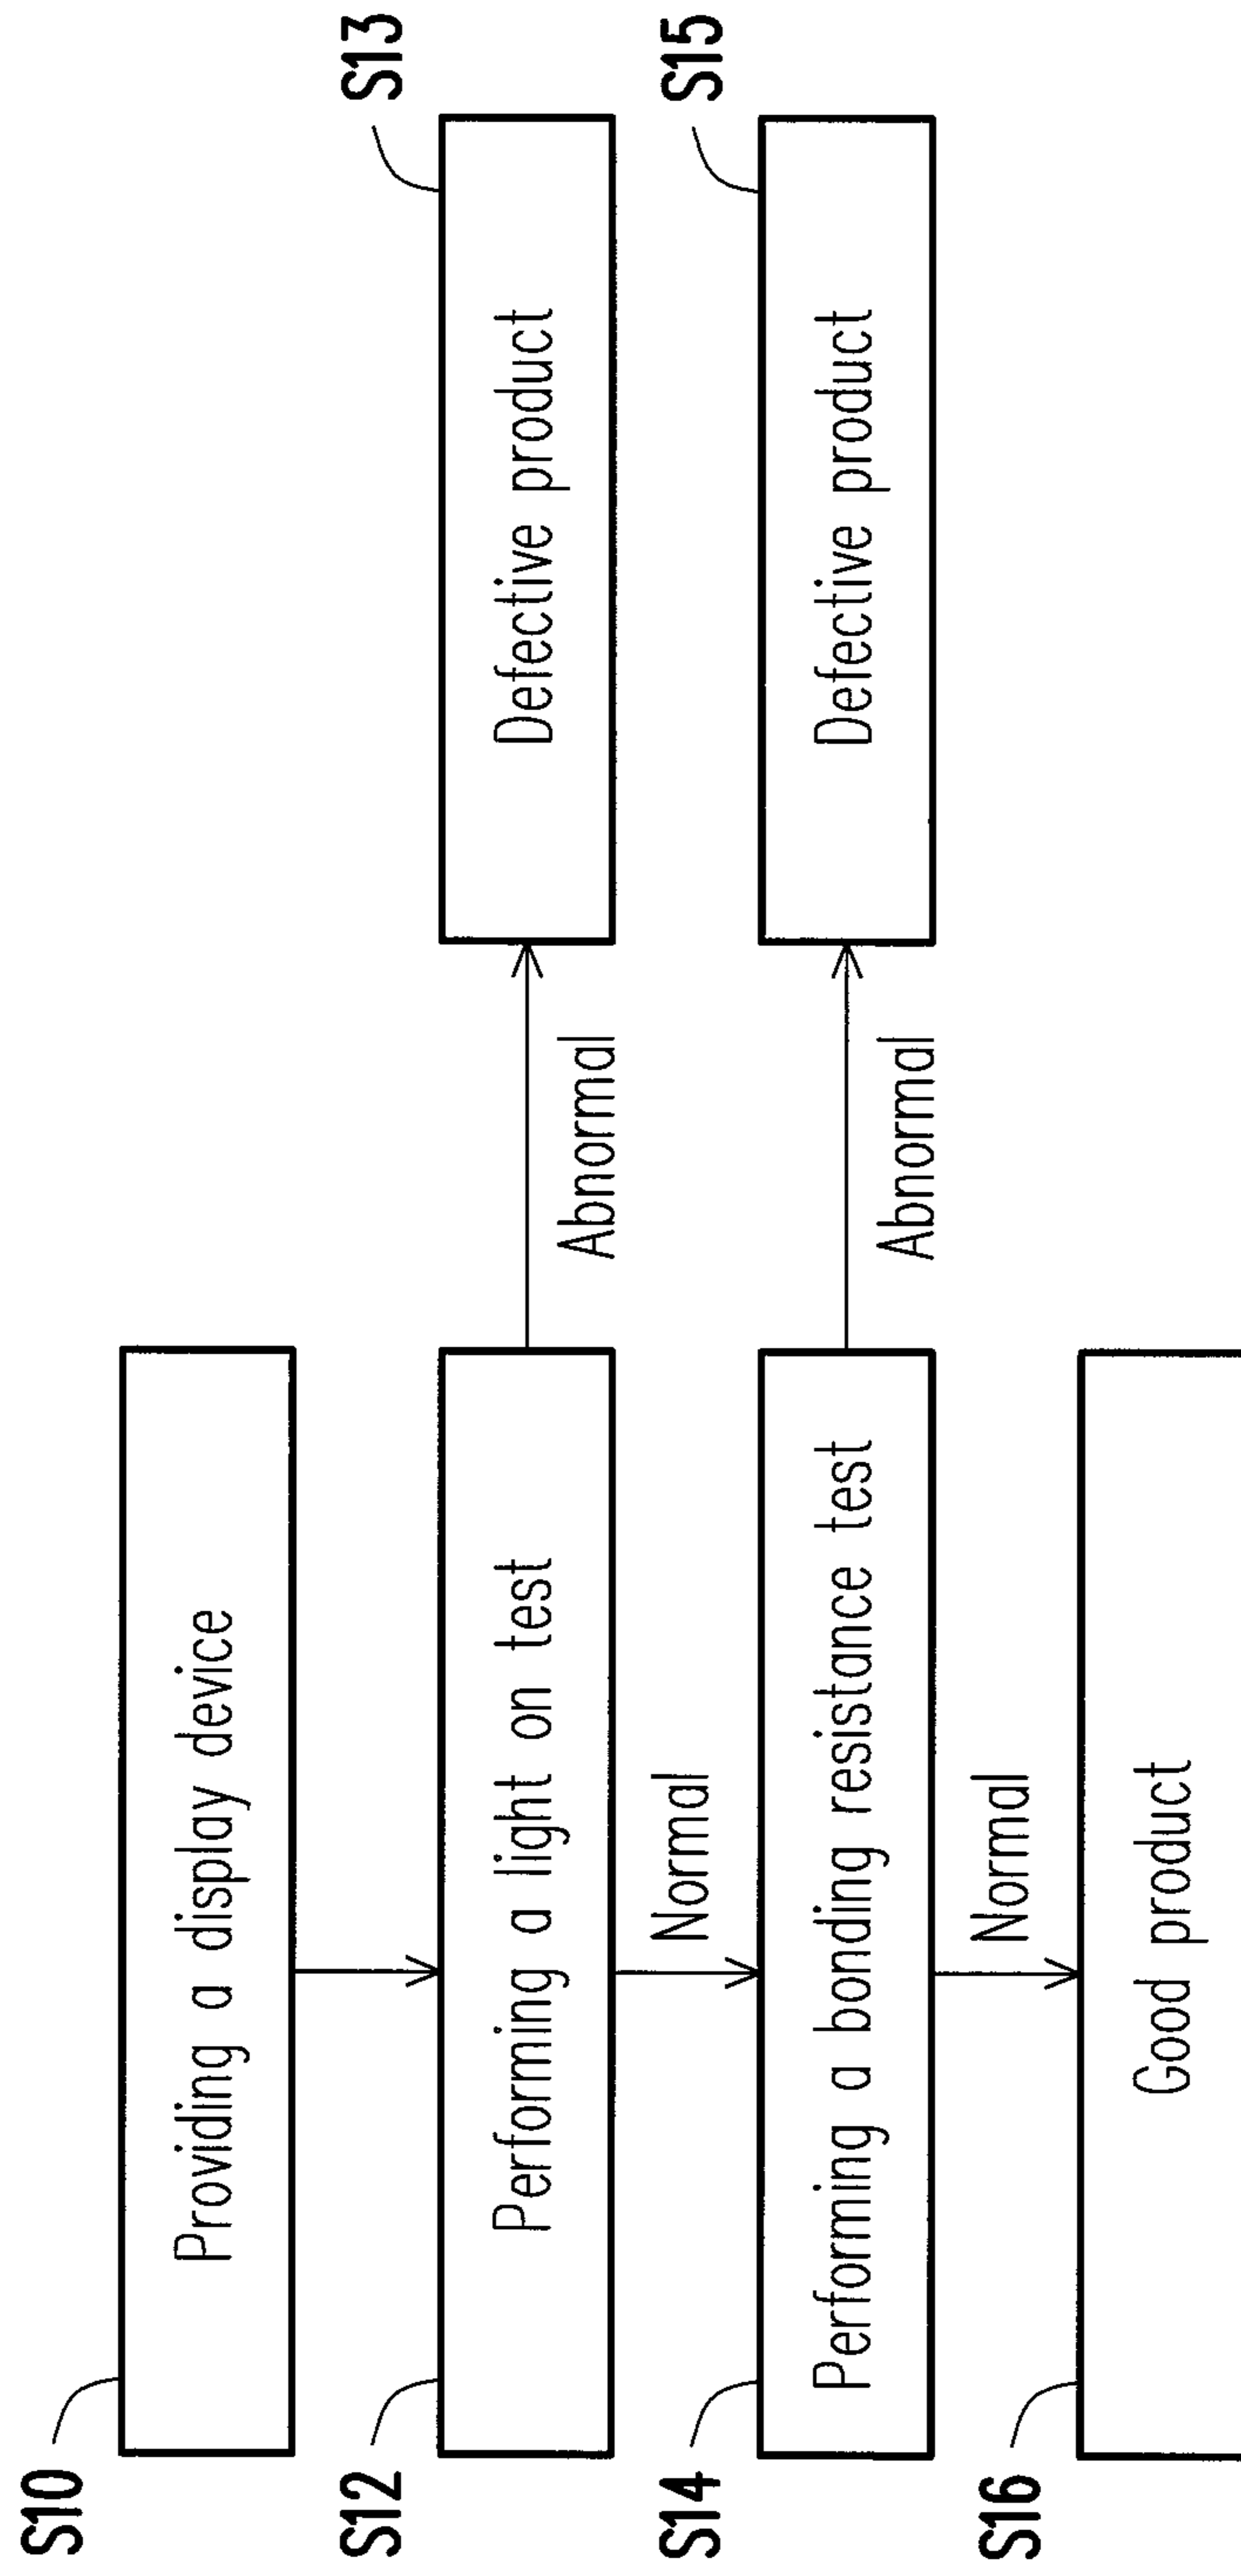 S10
Providing a display device
S12
Performing a light on test
Abnormal
S13
Defective product
Normal
S14
Performing a bonding resistance test
Abnormal
S15
Defective product
Normal
S16
Good product